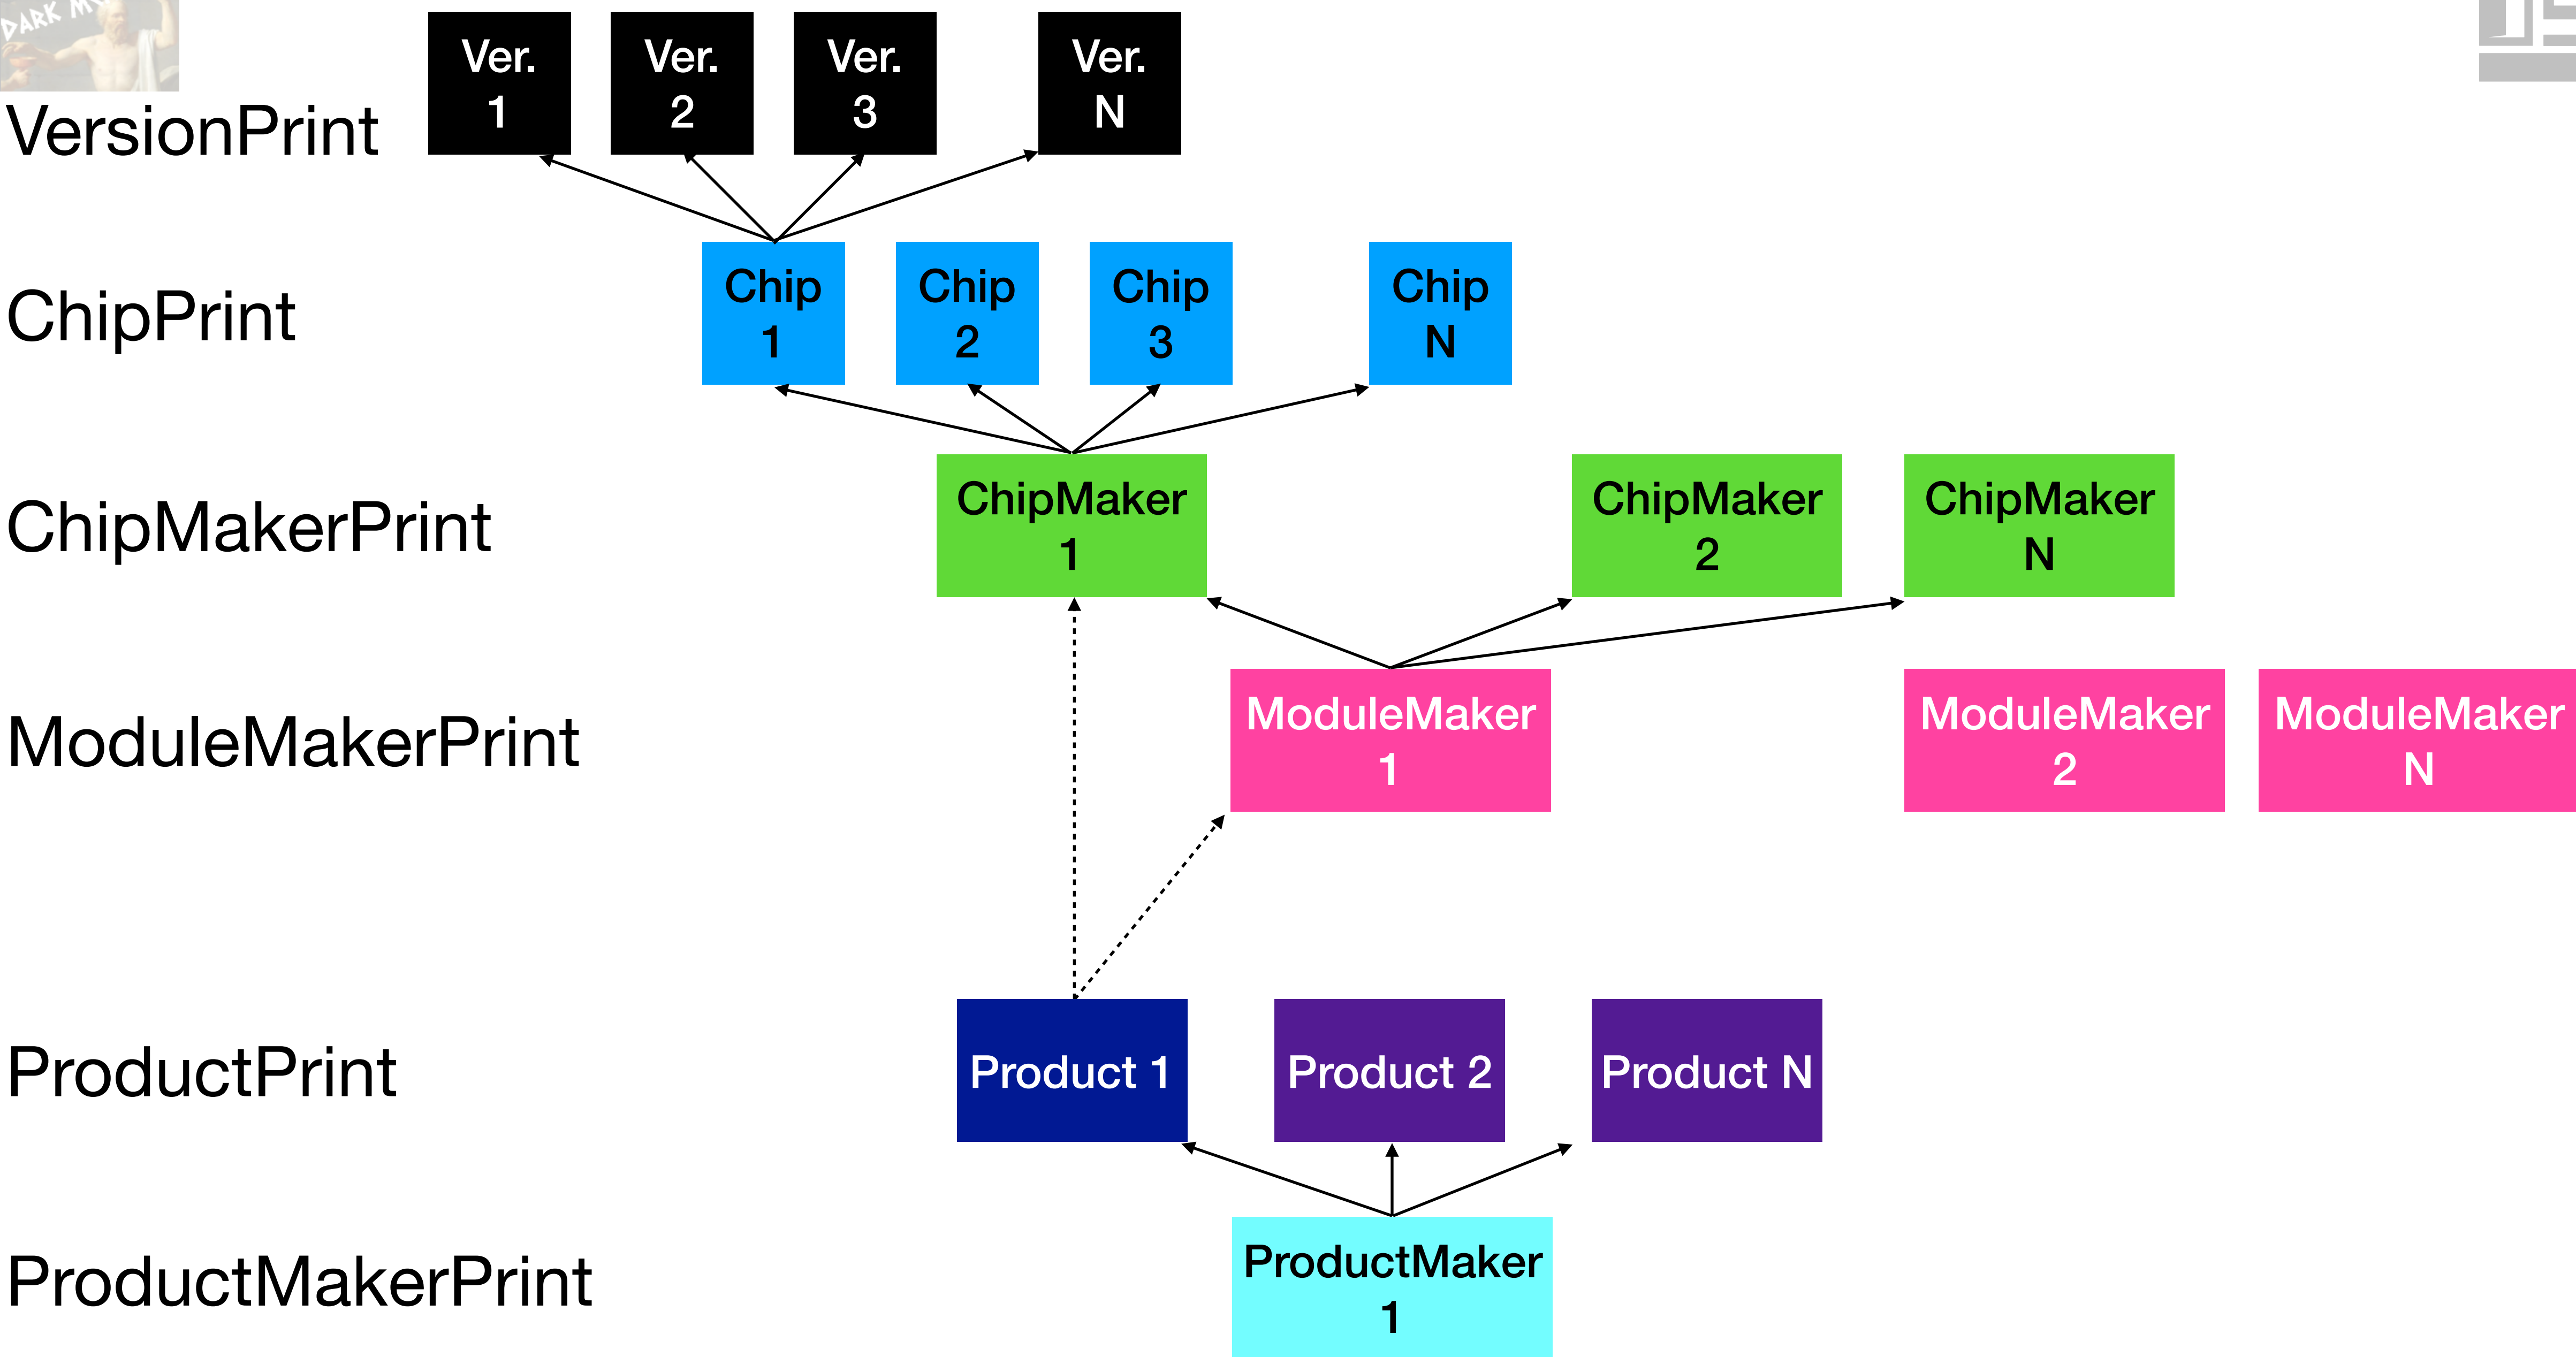 DARK
Ver.
1
Ver.
2
Ver.
3
Ver.
N
VersionPrint
Chip
1
Chip
2
Chip
3
Chip
N
ChipPrint
ChipMaker
1
ChipMaker
2
ChipMaker
N
ChipMakerPrint
ModuleMaker
1
ModuleMaker
2
ModuleMaker
N
ModuleMakerPrint
Product 1
Product 2
Product N
ProductPrint
ProductMaker
1
ProductMakerPrint